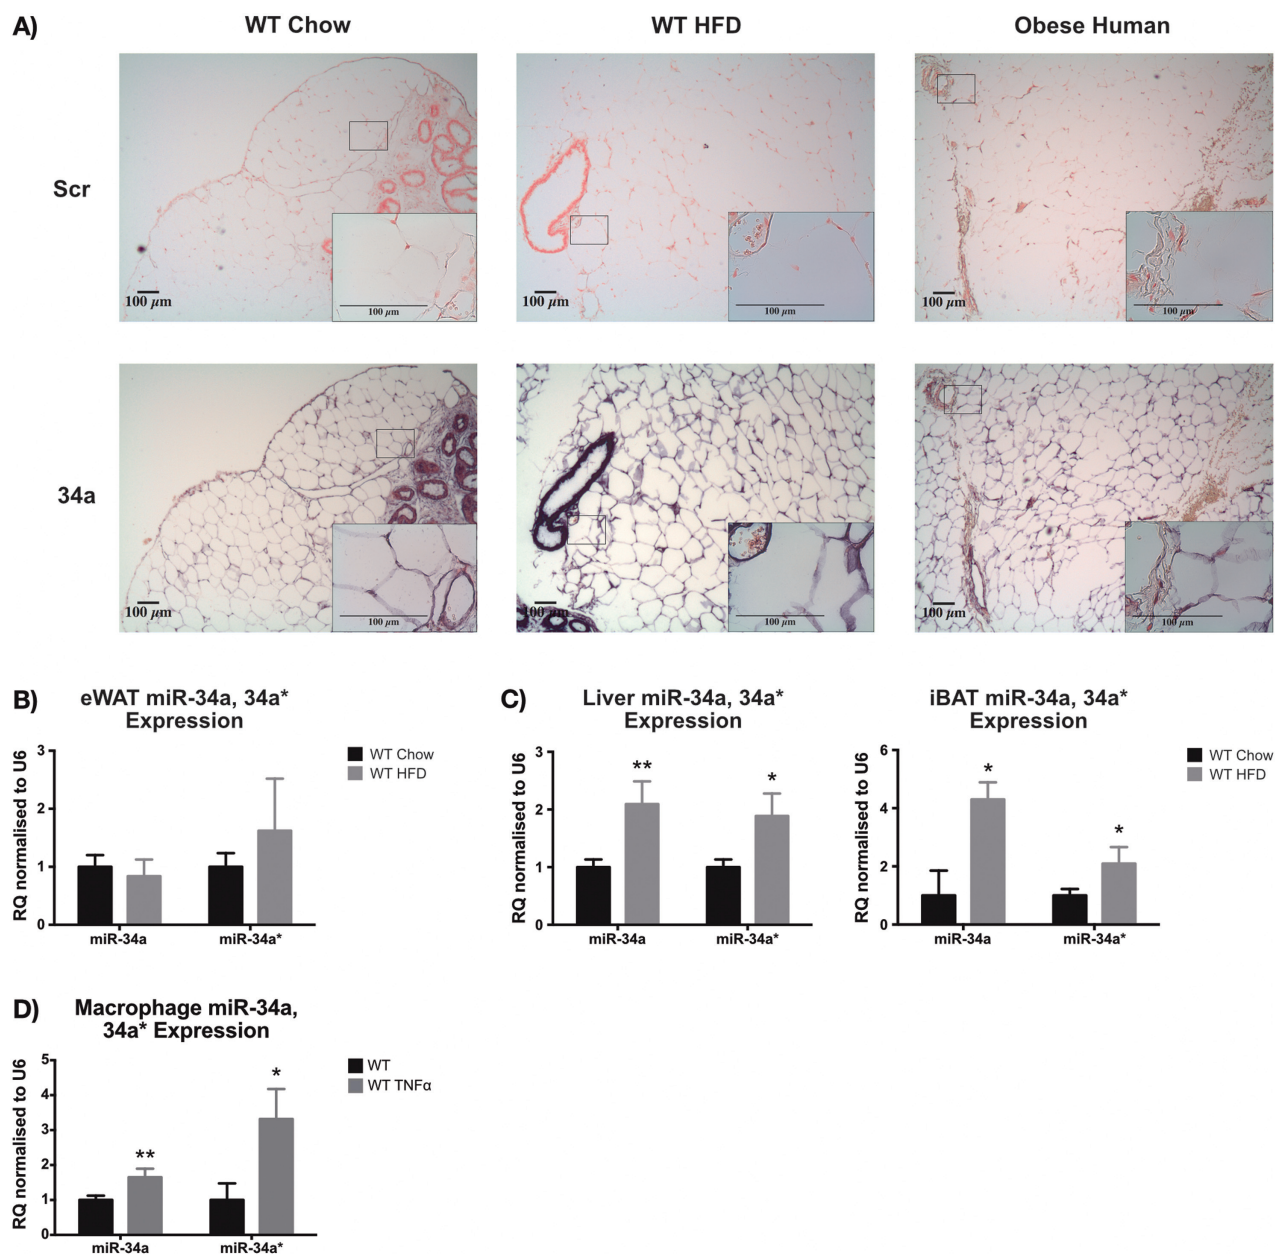 A)
WT Chow
WT HFD
Obese Human
Scr
100 µm
100 µm
100 µm
100 µm
100 µm
100 µm
34a
100 µm
100 µm
100 µm
100 µm
100 µm
100 µm
B)
eWAT miR-34a, 34a*
Expression
RQ normalised to U6
3
2
1
0
miR-34a
miR-34a*
WT Chow
WT HFD
C)
Liver miR-34a, 34a*
Expression
RQ normalised to U6
3
2
1
0
**
*
miR-34a
miR-34a*
iBAT miR-34a, 34a*
Expression
RQ normalised to U6
6
4
2
0
*
*
miR-34a
miR-34a*
WT Chow
WT HFD
D)
Macrophage miR-34a,
34a* Expression
RQ normalised to U6
5
4
3
2
1
0
**
*
miR-34a
miR-34a*
WT
WT TNFα